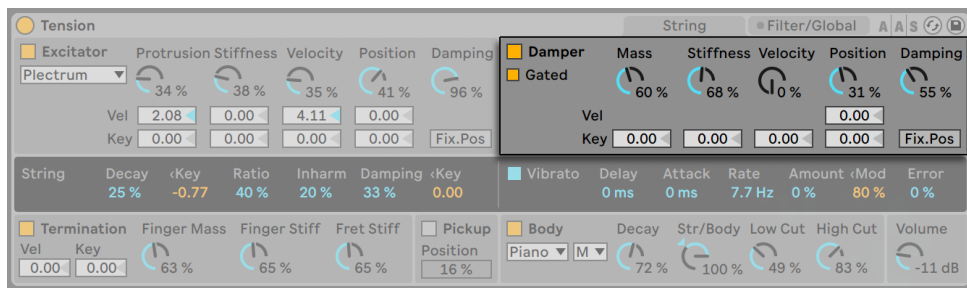 Tension String Filter/Global A A S
Excitator Protrusion Stiffness Velocity Position Damping
Plectrum 34 % 38 % 35 % 41 % 96 %
Vel 2.08 0.00 4.11 0.00
Key 0.00 0.00 0.00 0.00 Fix.Pos
Damper Mass Stiffness Velocity Position Damping
Gated 60 % 68 % 0 % 31 % 55 %
Vel 0.00
Key 0.00 0.00 0.00 0.00 Fix.Pos
String Decay ‹Key Ratio Inharm Damping ‹Key
25 % -0.77 40 % 20 % 33 % 0.00
Vibrato Delay Attack Rate Amount ‹Mod Error
0 ms 0 ms 7.7 Hz 0 % 80 % 0 %
Termination Finger Mass Finger Stiff Fret Stiff
Vel Key
0.00 0.00 63 % 65 % 65 %
Pickup
Position
16 %
Body Decay Str/Body Low Cut High Cut
Piano M 72 % 100 % 49 % 83 %
Volume
-11 dB